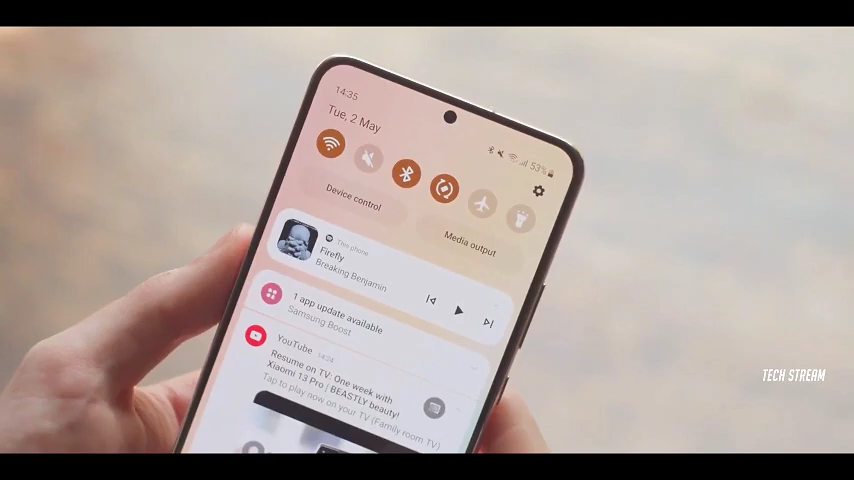 14:35
Tue, 2 May
53%
Device control
Media output
This phone
Firefly
Breaking Benjamin
1 app update available
Samsung Boost
YouTube 14:24
Resume on TV: One week with
Xiaomi 13 Pro | BEASTLY beauty!
Tap to play now on your TV (Family room TV)
TECH STREAM